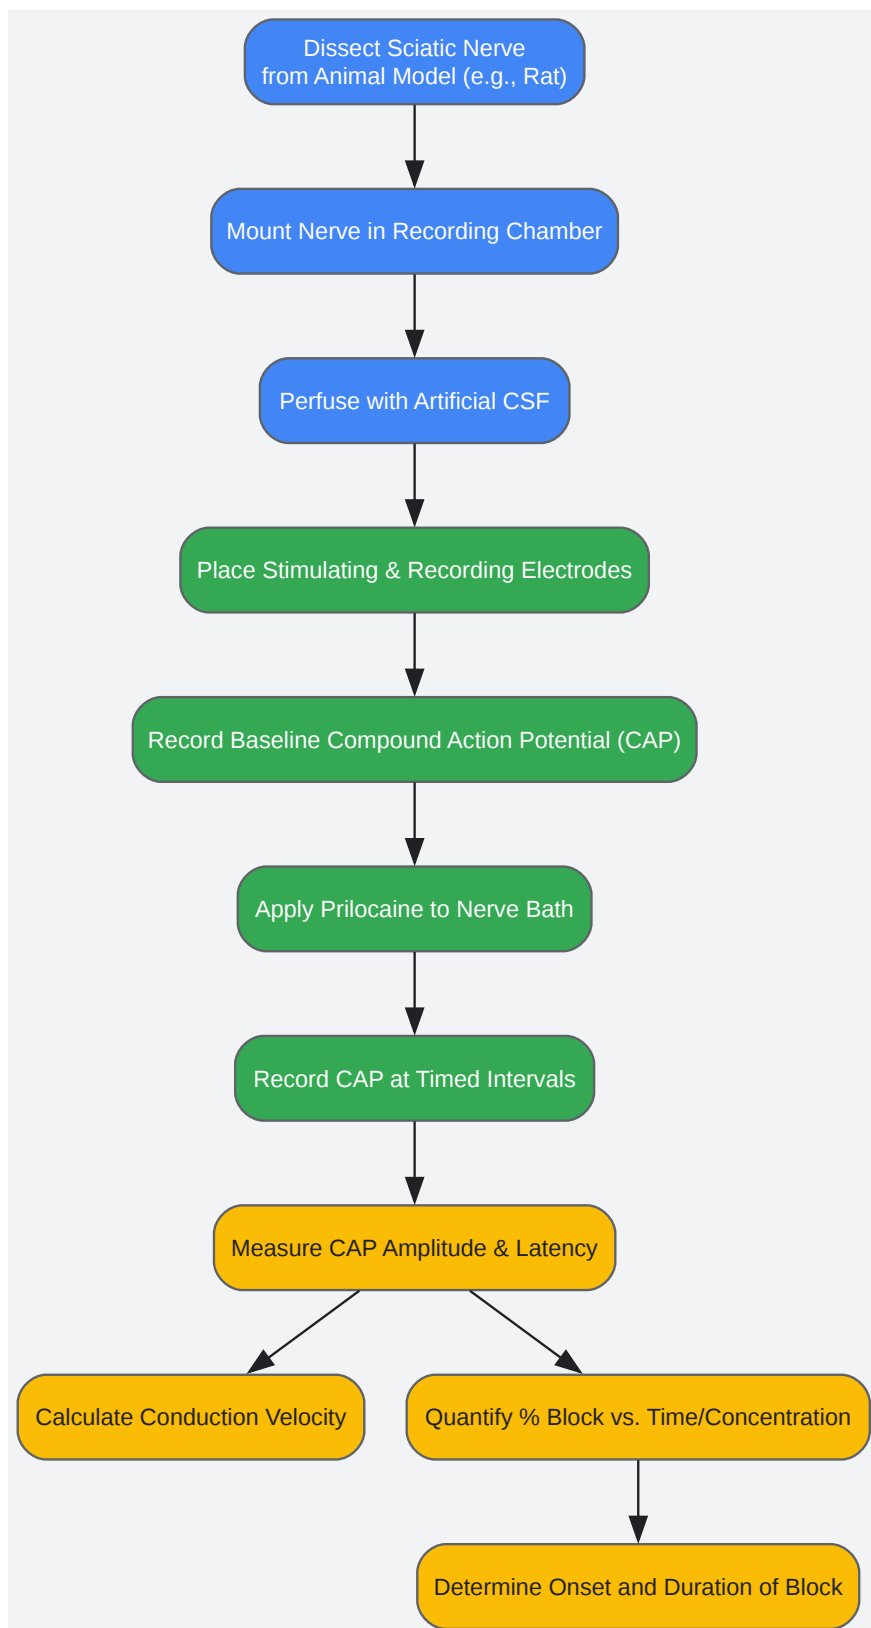 Dissect Sciatic Nerve
from Animal Model (e.g., Rat)
Mount Nerve in Recording Chamber
Perfuse with Artificial CSF
Place Stimulating & Recording Electrodes
Record Baseline Compound Action Potential (CAP)
Apply Prilocaine to Nerve Bath
Record CAP at Timed Intervals
Measure CAP Amplitude & Latency
Calculate Conduction Velocity
Quantify % Block vs. Time/Concentration
Determine Onset and Duration of Block